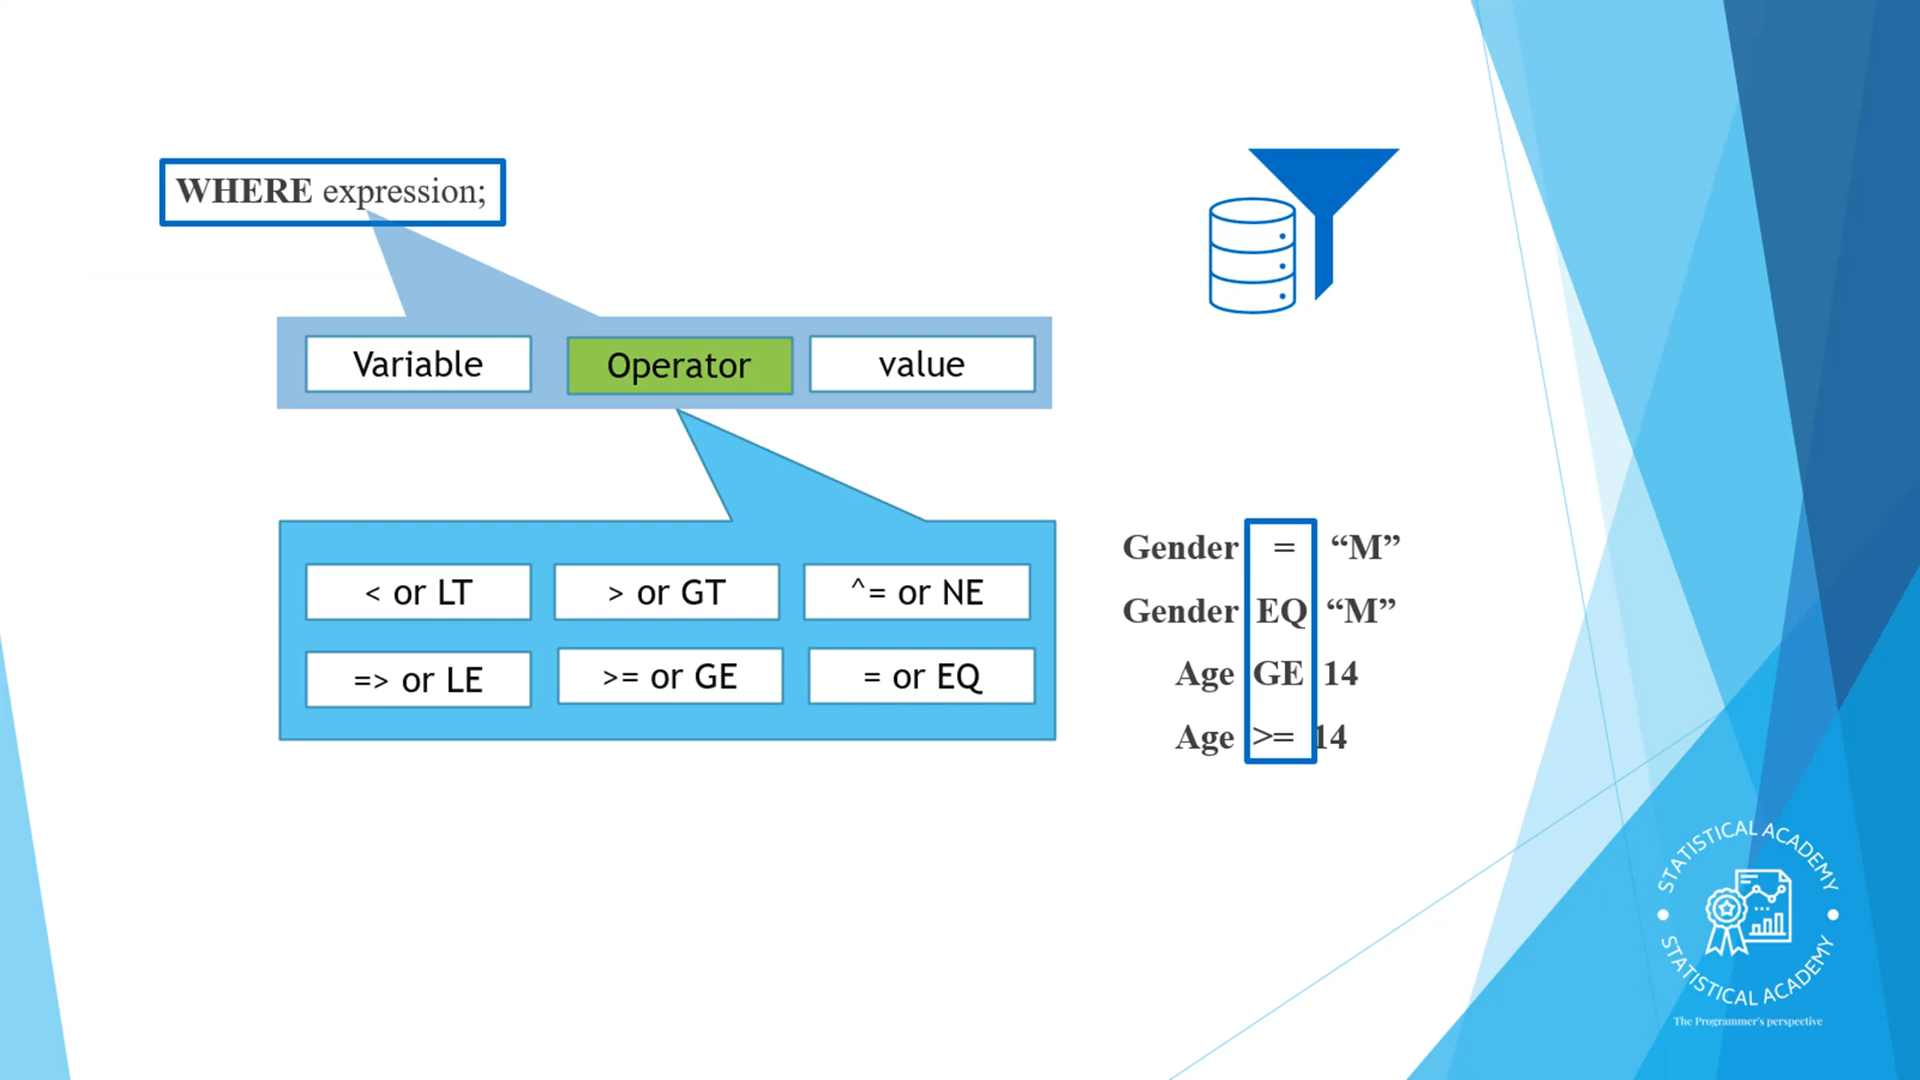 WHERE expression;
Variable Operator value
< or LT > or GT ^= or NE
=> or LE >= or GE = or EQ
Gender = “M”
Gender EQ “M”
Age GE 14
Age >= 14
STATISTICAL ACADEMY
STATISTICAL ACADEMY
The Programmer's perspective